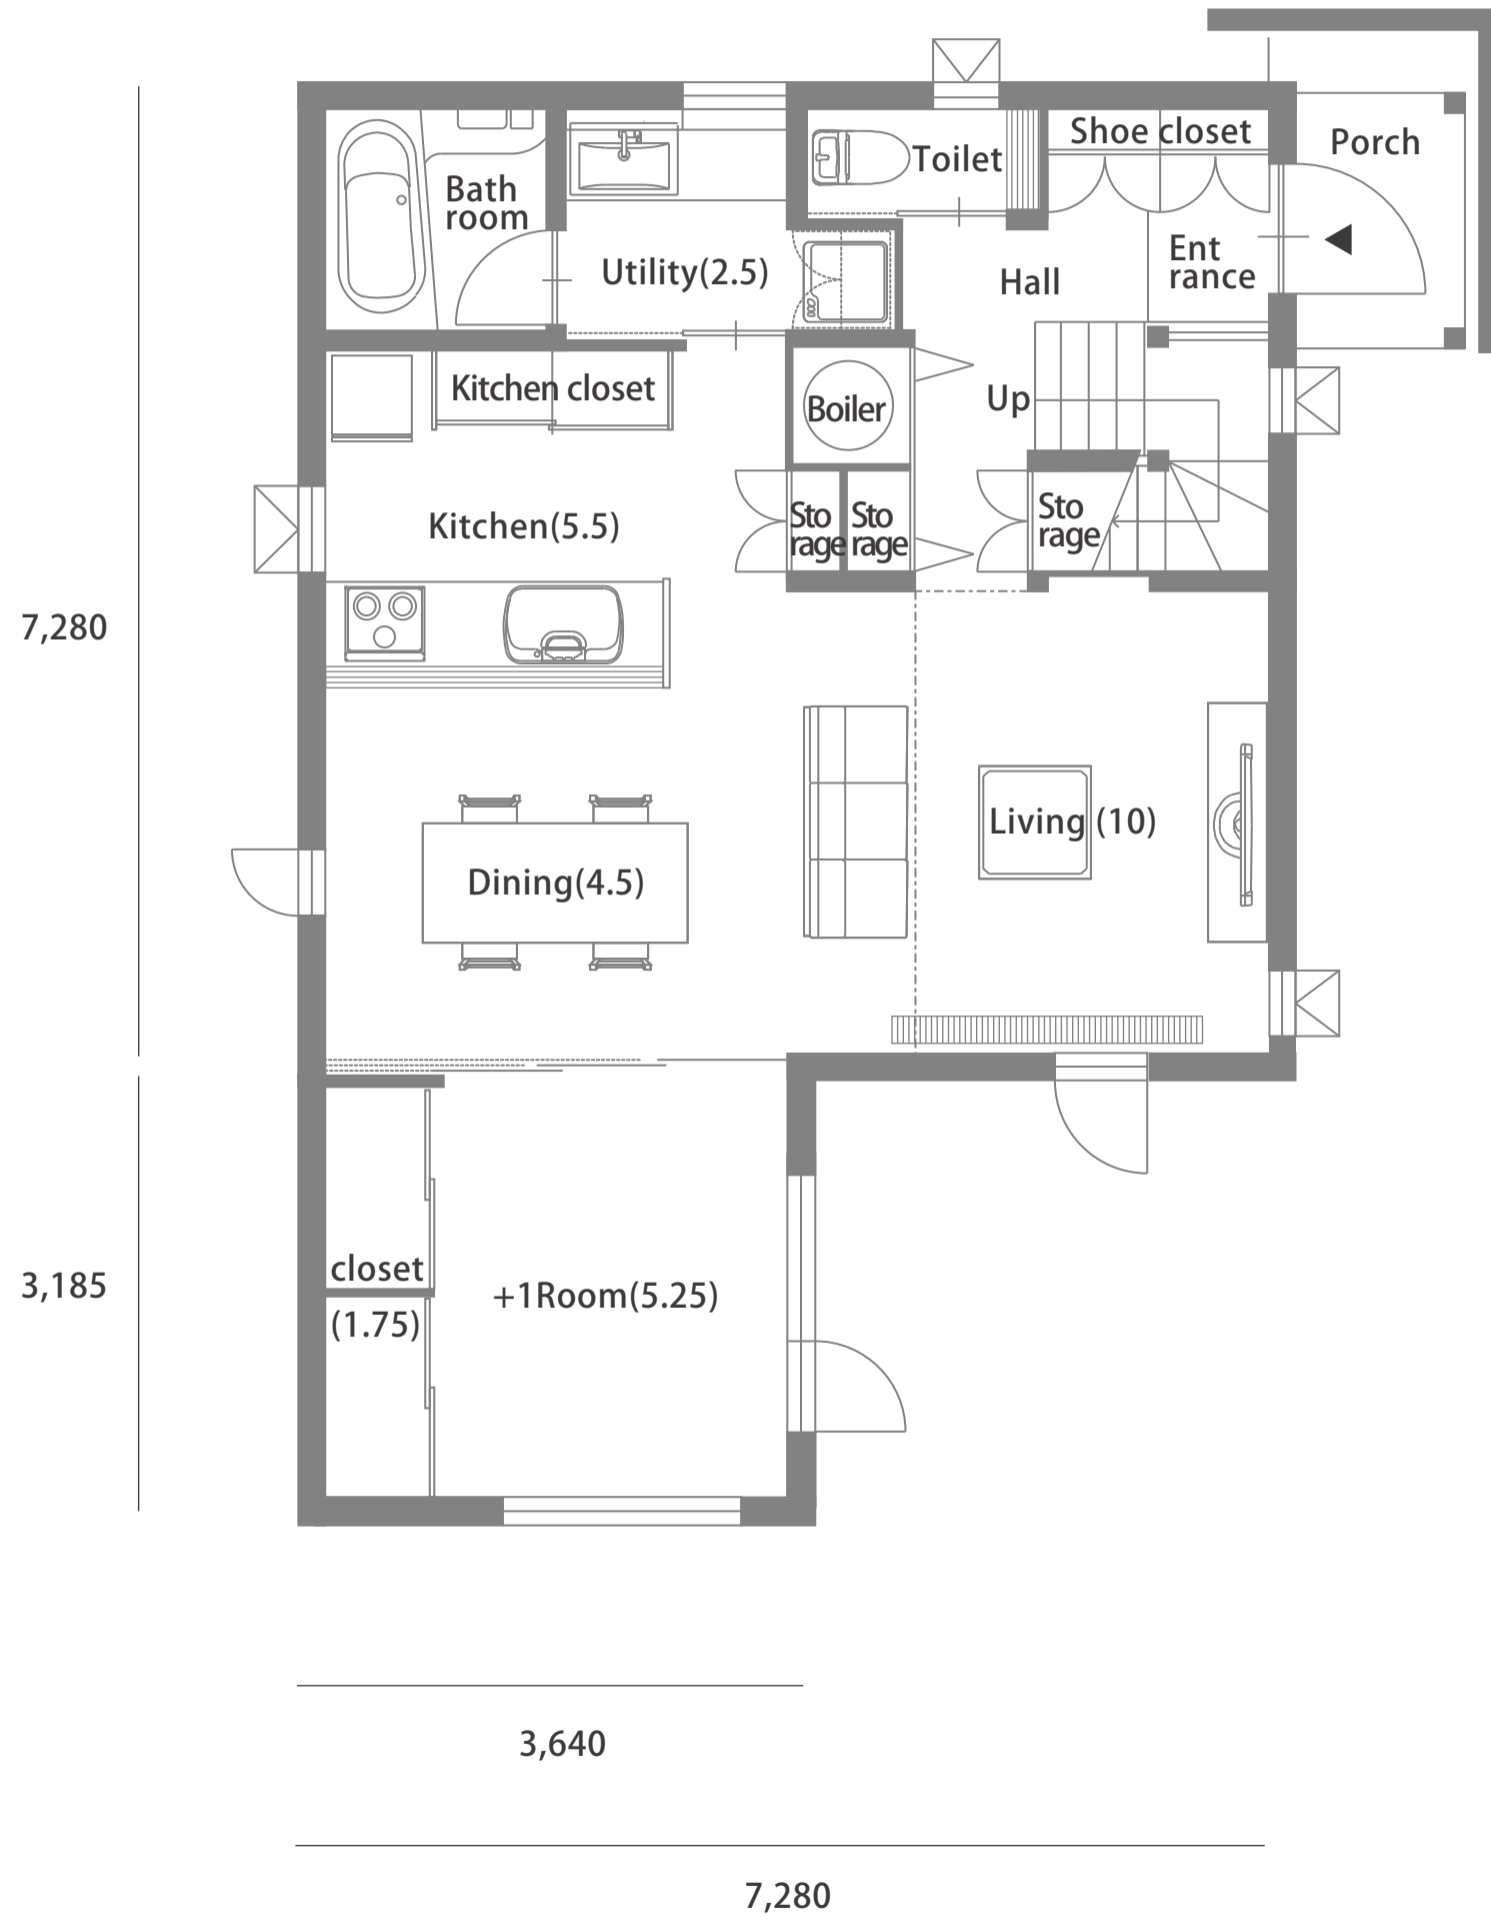 Shoe closet
Porch
Toilet
Bath
room
Ent
rance
Utility(2.5)
Hall
Kitchen closet
Boiler
Up
Sto
rage
Sto
rage
Sto
rage
Kitchen(5.5)
7,280
Living (10)
Dining(4.5)
closet
(1.75)
+1Room(5.25)
3,185
3,640
7,280